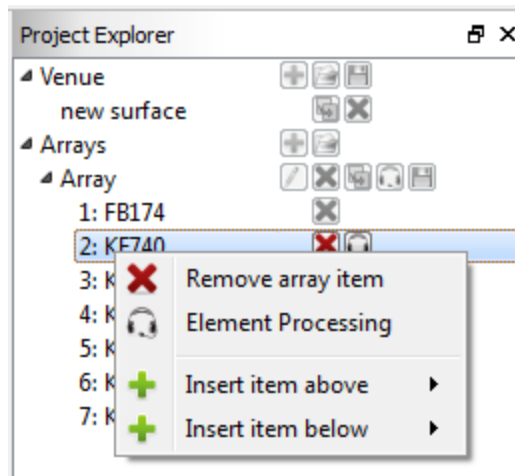 Project Explorer
Venue
new surface
Arrays
Array
1: FB174
2: KF740
3: K
4: K
5: K
6: K
7: K
Remove array item
Element Processing
Insert item above
Insert item below